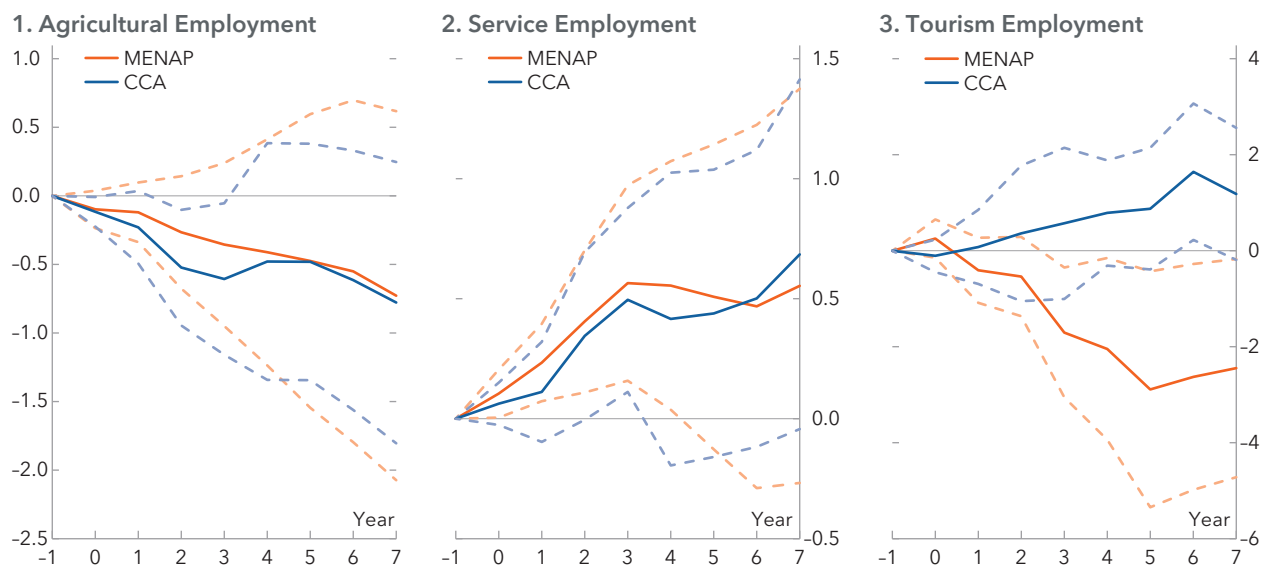 1. Agricultural Employment
MENAP
CCA
1.0
0.5
0.0
–0.5
–1.0
–1.5
–2.0
–2.5
Year
–1 0 1 2 3 4 5 6 7
2. Service Employment
MENAP
CCA
1.5
1.0
0.5
0.0
–0.5
Year
–1 0 1 2 3 4 5 6 7
3. Tourism Employment
MENAP
CCA
4
2
0
–2
–4
–6
Year
–1 0 1 2 3 4 5 6 7